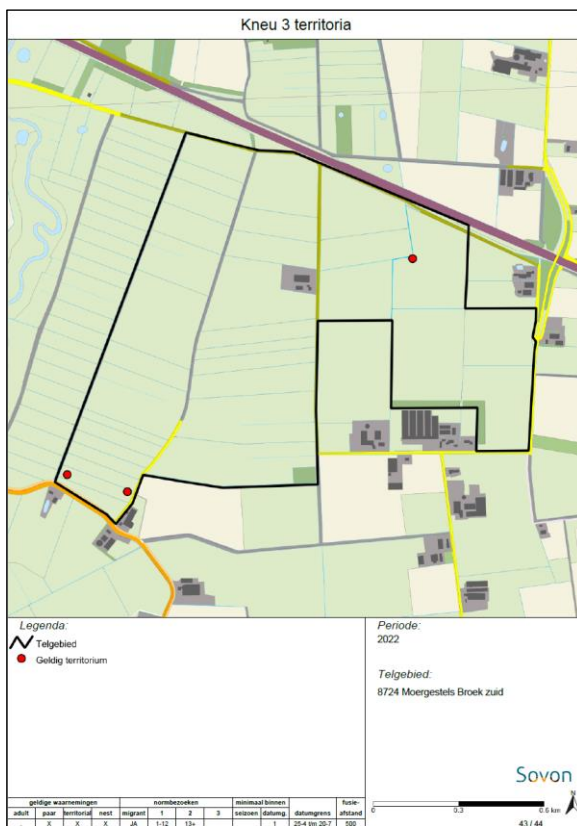 Kneu 3 territoria
Legenda:
Telgebied
Geldig territorium
Periode:
2022
Telgebied:
8724 Moergestels Broek zuid
Sovon
N
0 0.3 0.6 km
43 / 44
geldige waarnemingen normbezoeken minimaal binnen fusie-
adult paar territoriaal nest migrant 1 2 3 seizoen datumg. datumgrens afstand
. X X X JA 1-12 13+ 1 25-4 t/m 20-7 500